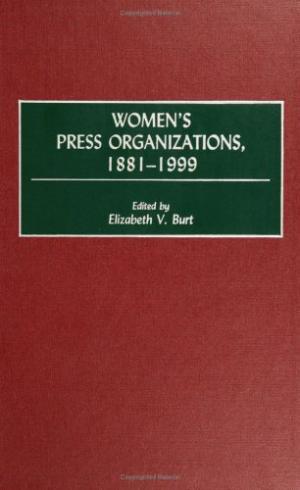 WOMEN'S
PRESS ORGANIZATIONS,
1881–1999
Edited by
Elizabeth V. Burt